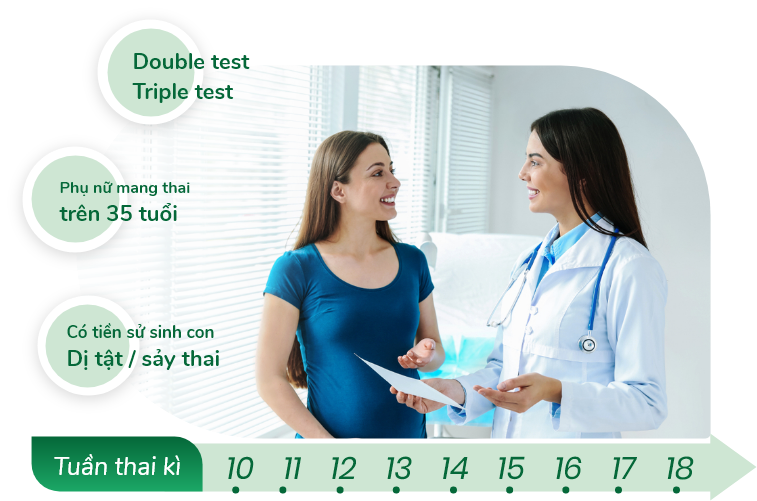 Double test
Triple test
Phụ nữ mang thai
trên 35 tuổi
Có tiền sử sinh con
Dị tật / sảy thai
Tuần thai kì 10 11 12 13 14 15 16 17 18